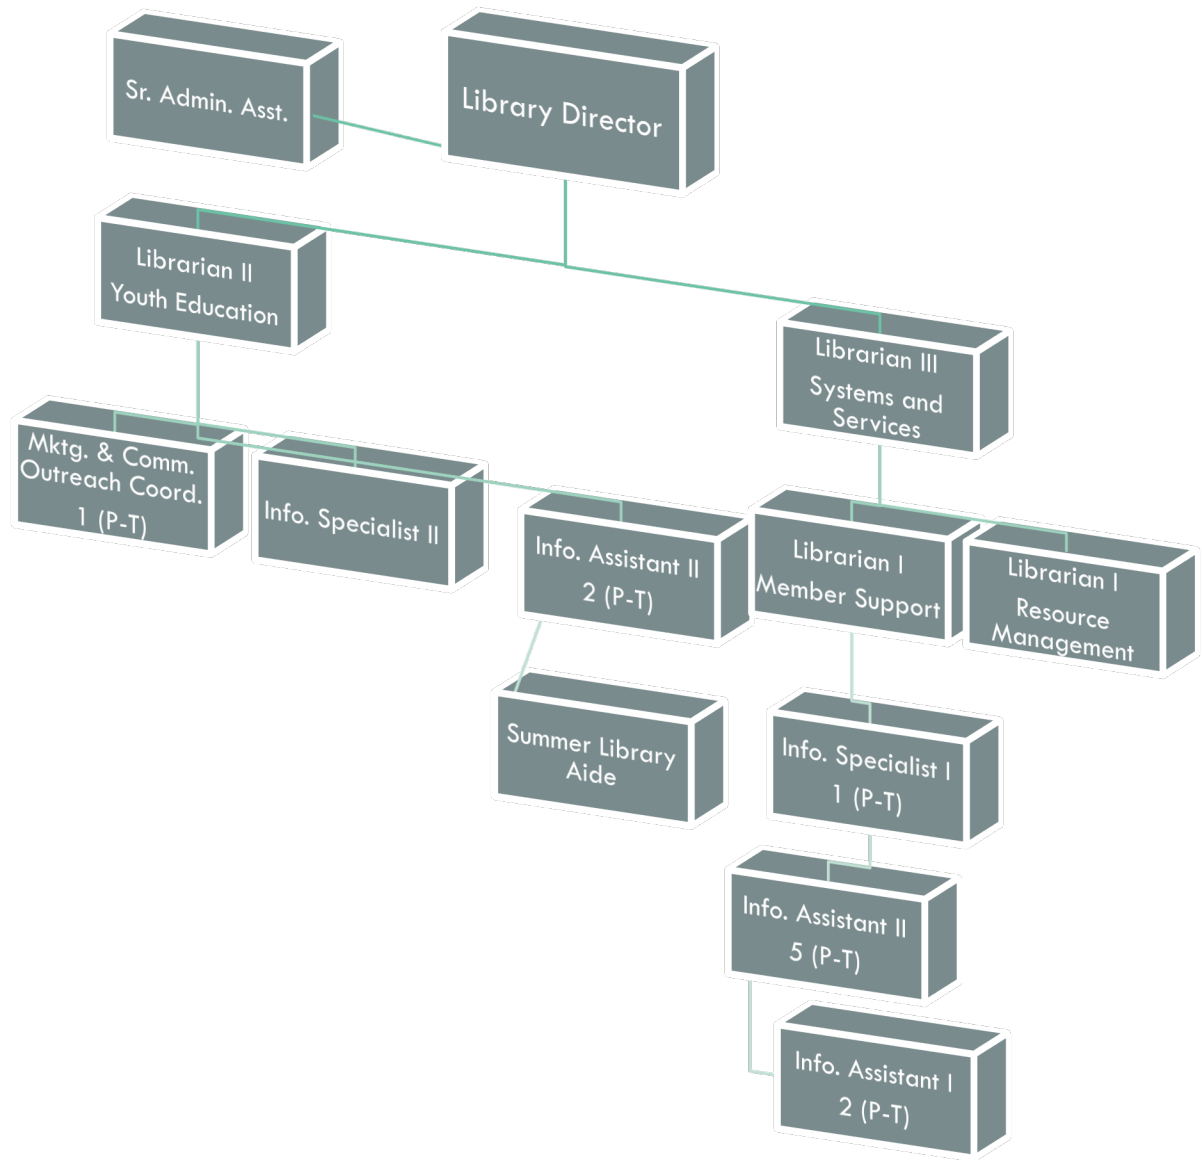 Sr. Admin. Asst.
Library Director
Librarian II
Youth Education
Librarian III
Systems and
Services
Mktg. & Comm.
Outreach Coord.
1 (P-T)
Info. Specialist II
Info. Assistant II
2 (P-T)
Librarian I
Member Support
Librarian I
Resource
Management
Summer Library
Aide
Info. Specialist I
1 (P-T)
Info. Assistant II
5 (P-T)
Info. Assistant I
2 (P-T)